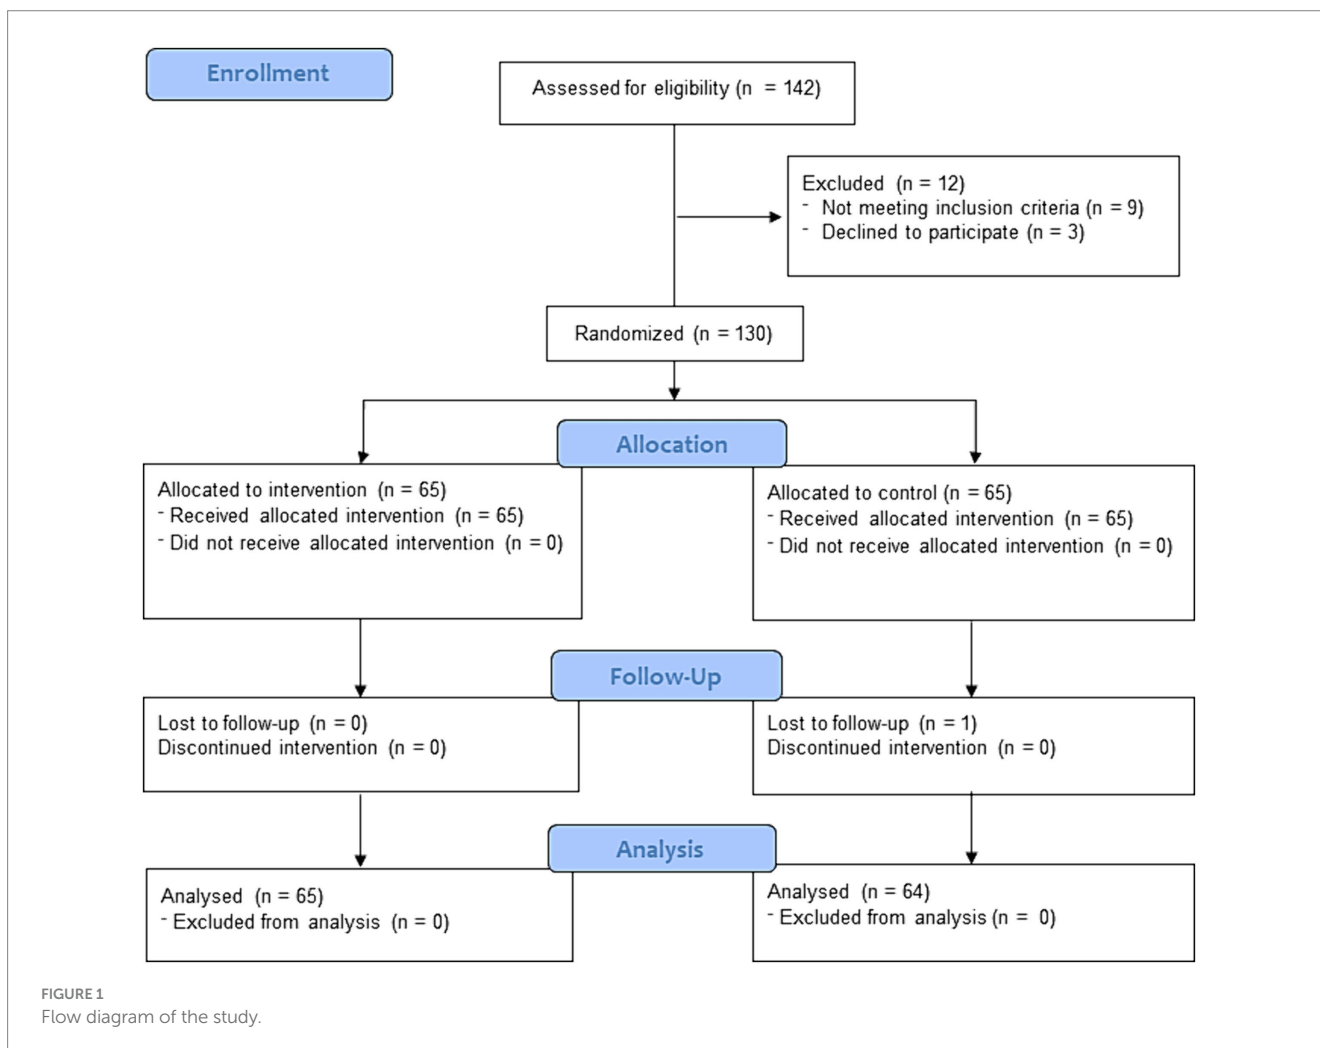 Enrollment
Assessed for eligibility (n = 142)
Excluded (n = 12)
- Not meeting inclusion criteria (n = 9)
- Declined to participate (n = 3)
Randomized (n = 130)
Allocation
Allocated to intervention (n = 65)
- Received allocated intervention (n = 65)
- Did not receive allocated intervention (n = 0)
Allocated to control (n = 65)
- Received allocated intervention (n = 65)
- Did not receive allocated intervention (n = 0)
Follow-Up
Lost to follow-up (n = 0)
Discontinued intervention (n = 0)
Lost to follow-up (n = 1)
Discontinued intervention (n = 0)
Analysis
Analysed (n = 65)
- Excluded from analysis (n = 0)
Analysed (n = 64)
- Excluded from analysis (n = 0)
FIGURE 1
Flow diagram of the study.